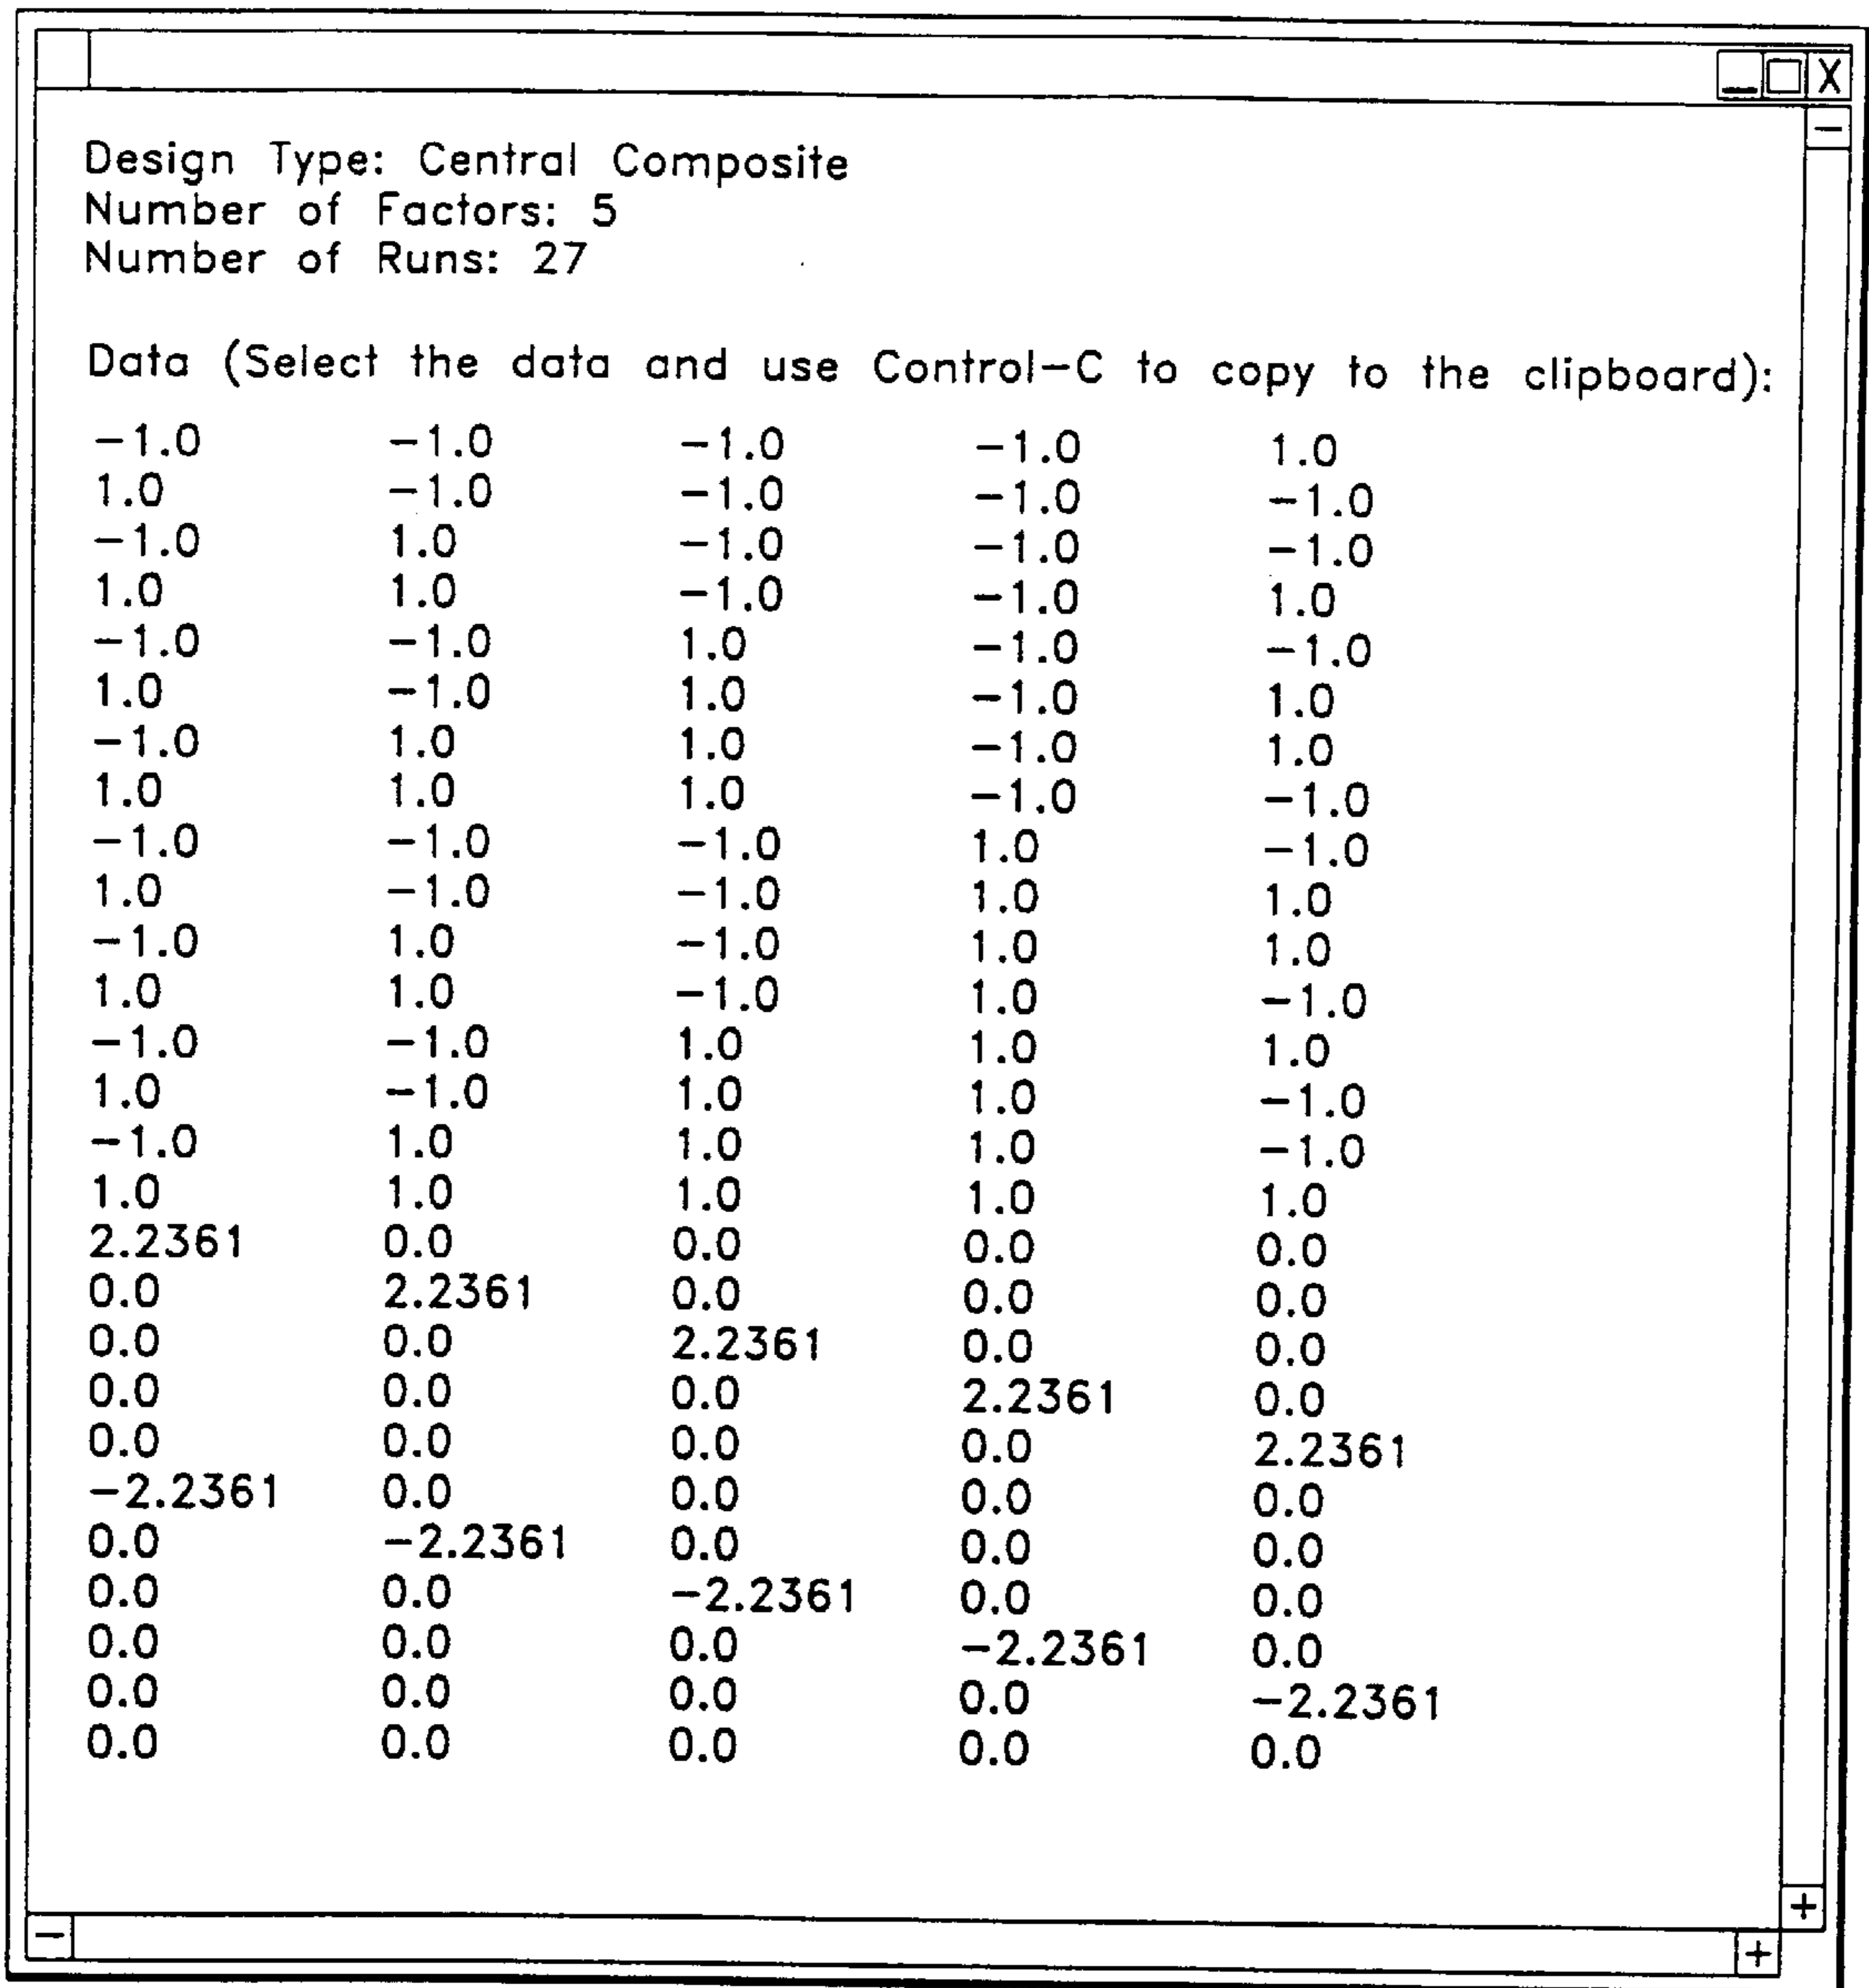 X
Design Type: Central Composite
Number of Factors: 5
Number of Runs: 27
Data (Select the data and use Control-C to copy to the clipboard):
-1.0 -1.0 -1.0 -1.0 1.0
1.0 -1.0 -1.0 -1.0 -1.0
-1.0 1.0 -1.0 -1.0 -1.0
1.0 1.0 -1.0 -1.0 1.0
-1.0 -1.0 1.0 -1.0 -1.0
1.0 -1.0 1.0 -1.0 1.0
-1.0 1.0 1.0 -1.0 1.0
1.0 1.0 1.0 -1.0 -1.0
-1.0 -1.0 -1.0 1.0 -1.0
1.0 -1.0 -1.0 1.0 1.0
-1.0 1.0 -1.0 1.0 1.0
1.0 1.0 -1.0 1.0 -1.0
-1.0 -1.0 1.0 1.0 1.0
1.0 -1.0 1.0 1.0 -1.0
-1.0 1.0 1.0 1.0 -1.0
1.0 1.0 1.0 1.0 1.0
2.2361 0.0 0.0 0.0 0.0
0.0 2.2361 0.0 0.0 0.0
0.0 0.0 2.2361 0.0 0.0
0.0 0.0 0.0 2.2361 0.0
0.0 0.0 0.0 0.0 2.2361
-2.2361 0.0 0.0 0.0 0.0
0.0 -2.2361 0.0 0.0 0.0
0.0 0.0 -2.2361 0.0 0.0
0.0 0.0 0.0 -2.2361 0.0
0.0 0.0 0.0 0.0 -2.2361
0.0 0.0 0.0 0.0 0.0